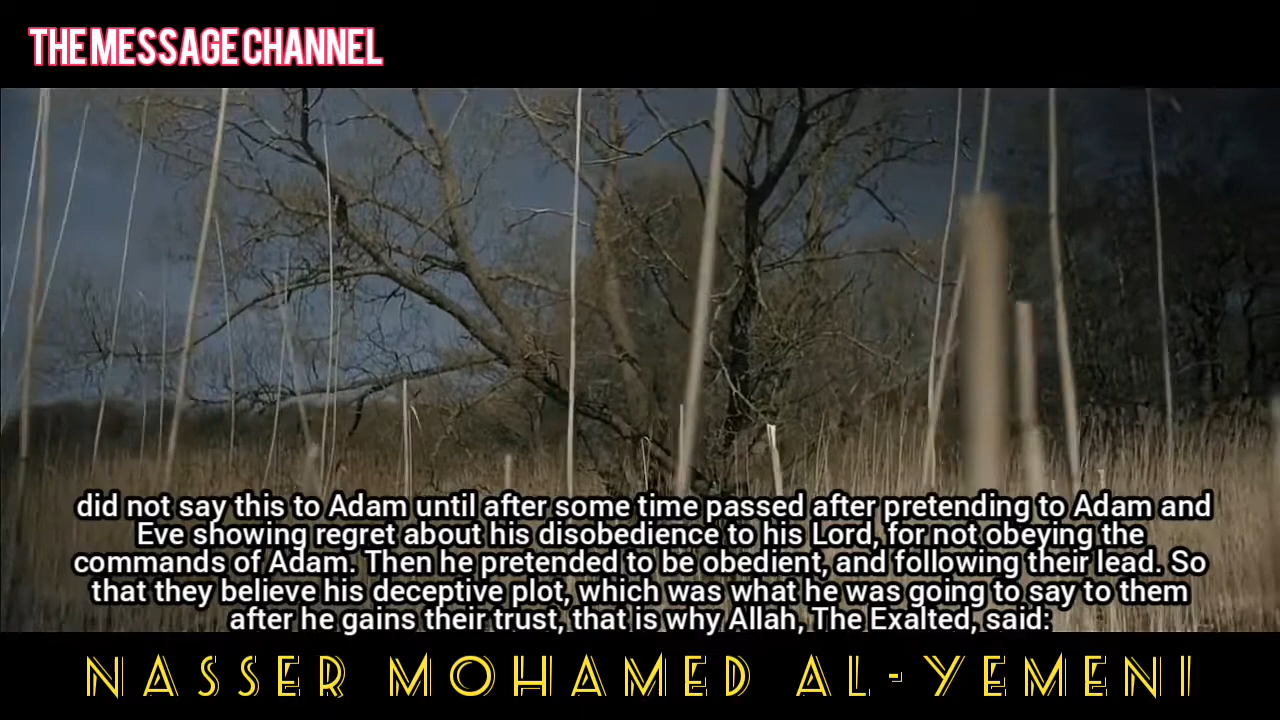 THE MESSAGE CHANNEL
did not say this to Adam until after some time passed after pretending to Adam and
Eve showing regret about his disobedience to his Lord, for not obeying the
commands of Adam. Then he pretended to be obedient, and following their lead. So
that they believe his deceptive plot, which was what he was going to say to them
after he gains their trust, that is why Allah, The Exalted, said:
NASSER MOHAMED AL-YEMENI